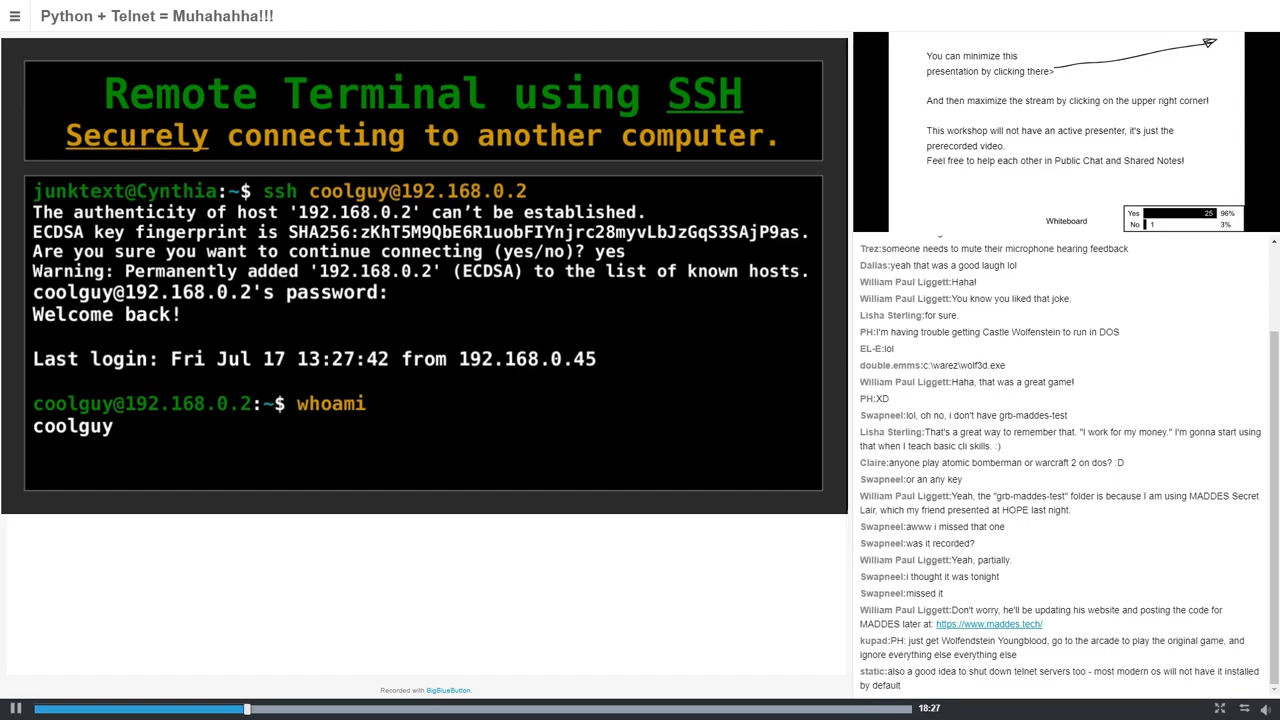 Python + Telnet = Muhahahha!!!
Remote Terminal using SSH
Securely connecting to another computer.
junktext@Cynthia:~$ ssh coolguy@192.168.0.2
The authenticity of host '192.168.0.2' can’t be established.
ECDSA key fingerprint is SHA256:zKhT5M9QbE6R1uobFIYnjrc28myvLbJzGqS3SAjP9as.
Are you sure you want to continue connecting (yes/no)? yes
Warning: Permanently added '192.168.0.2' (ECDSA) to the list of known hosts.
coolguy@192.168.0.2's password:
Welcome back!
Last login: Fri Jul 17 13:27:42 from 192.168.0.45
coolguy@192.168.0.2:~$ whoami
coolguy
Recorded with BigBlueButton.
You can minimize this
presentation by clicking there>
And then maximize the stream by clicking on the upper right corner!
This workshop will not have an active presenter, it's just the
prerecorded video.
Feel free to help each other in Public Chat and Shared Notes!
Whiteboard
Yes 25 96%
No 1 3%
Trez:someone needs to mute their microphone hearing feedback
Dallas:yeah that was a good laugh lol
William Paul Liggett:Haha!
William Paul Liggett:You know you liked that joke.
Lisha Sterling:for sure.
PH:I'm having trouble getting Castle Wolfenstein to run in DOS
EL-E:lol
double.emms:c:\warez\wolf3d.exe
William Paul Liggett:Haha, that was a great game!
PH:XD
Swapneel:lol, oh no, i don't have grb-maddes-test
Lisha Sterling:That's a great way to remember that. "I work for my money." I'm gonna start using
that when I teach basic cli skills. :)
Claire:anyone play atomic bomberman or warcraft 2 on dos? :D
Swapneel:or an any key
William Paul Liggett:Yeah, the "grb-maddes-test" folder is because I am using MADDES Secret
Lair, which my friend presented at HOPE last night.
Swapneel:awww i missed that one
Swapneel:was it recorded?
William Paul Liggett:Yeah, partially.
Swapneel:i thought it was tonight
Swapneel:missed it
William Paul Liggett:Don't worry, he'll be updating his website and posting the code for
MADDES later at: https://www.maddes.tech/
kupad:PH: just get Wolfendstein Youngblood, go to the arcade to play the original game, and
ignore everything else everything else
static:also a good idea to shut down telnet servers too - most modern os will not have it installed
by default
18:27